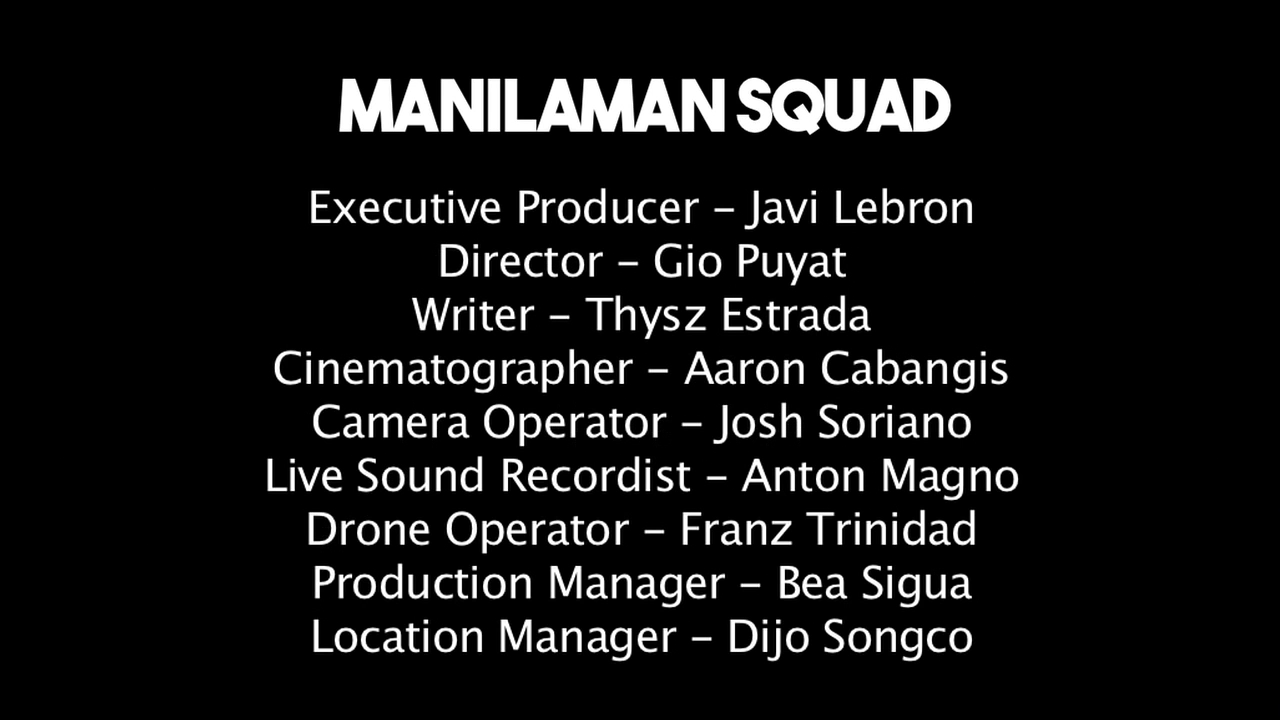 MANILAMAN SQUAD
Executive Producer – Javi Lebron
Director – Gio Puyat
Writer – Thysz Estrada
Cinematographer – Aaron Cabangis
Camera Operator – Josh Soriano
Live Sound Recordist – Anton Magno
Drone Operator – Franz Trinidad
Production Manager – Bea Sigua
Location Manager – Dijo Songco